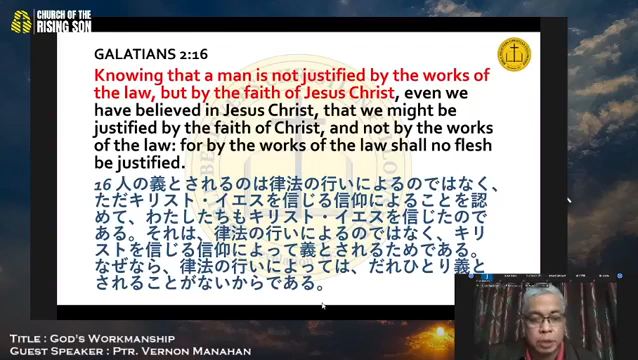 CHURCH OF THE
RISING SON
GALATIANS 2:16
Knowing that a man is not justified by the works of
the law, but by the faith of Jesus Christ, even we
have believed in Jesus Christ, that we might be
justified by the faith of Christ, and not by the works
of the law: for by the works of the law shall no flesh
be justified.
16 人の義とされるのは律法の行いによるのではなく、
ただキリスト・イエスを信じる信仰によることを認
めて、わたしたちもキリスト・イエスを信じたので
ある。それは、律法の行いによるのではなく、キリ
ストを信じる信仰によって義とされるためである。
なぜなら、律法の行いによっては、だれひとり義と
されることがないからである。
Title : God's Workmanship
Guest Speaker : Ptr. Vernon Manahan